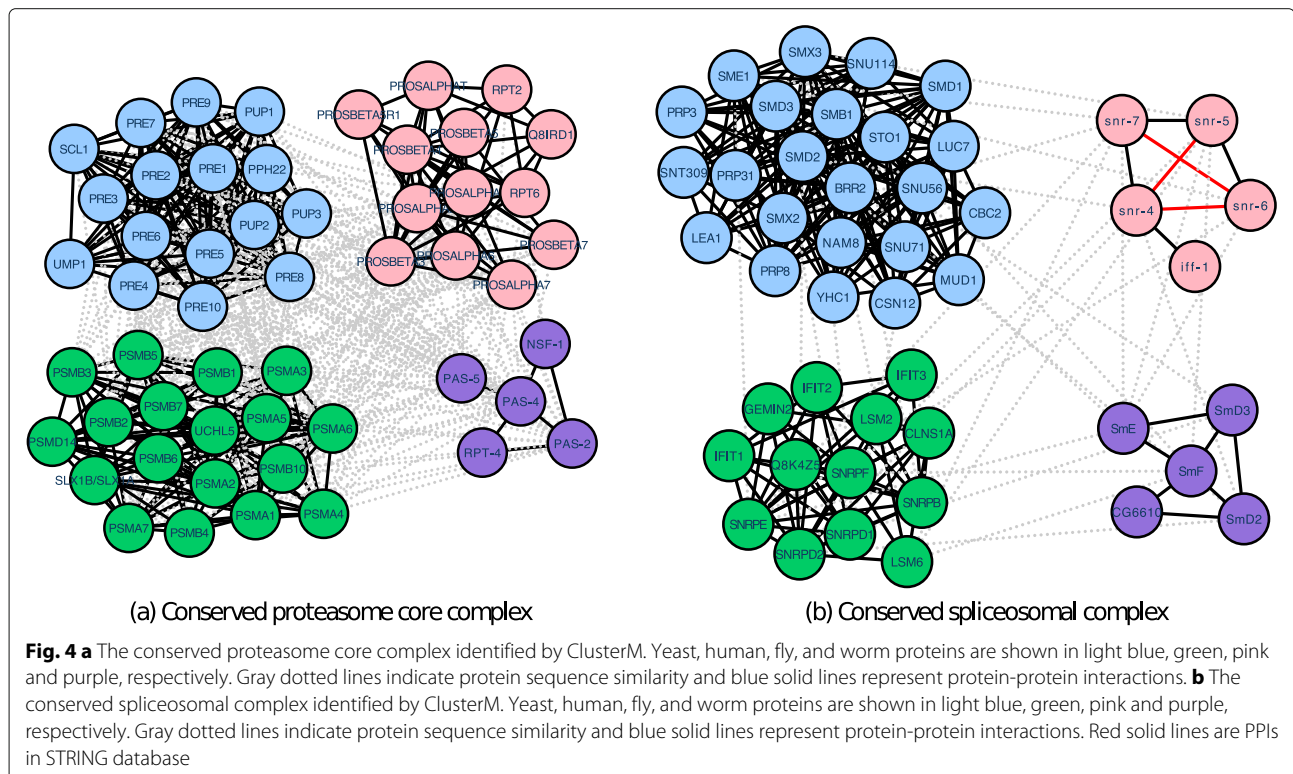 PRE9
PUP1
PRE7
SCL1
PRE1
PPH22
PRE2
PRE3
PUP3
PUP2
PRE6
PRE5
UMP1
PRE8
PRE4
PRE10
PROSALPHAT
RPT2
PROSBETA5R1
Q8IRD1
RPT6
PROSBETA7
PROSALPHA7
PSMB5
PSMB3
PSMB1
PSMA3
PSMB7
PSMB2
UCHL5
PSMA5
PSMA6
PSMD14
PSMB6
PSMB10
PSMA2
PSMA7
PSMB4
PSMA1
PSMA4
NSF-1
PAS-5
PAS-4
RPT-4
PAS-2
(a) Conserved proteasome core complex
SMX3
SNU114
SME1
SMD1
PRP3
SMD3
SMB1
STO1
LUC7
SMD2
SNT309
PRP31
BRR2
SNU56
CBC2
SMX2
LEA1
NAM8
SNU71
PRP8
MUD1
YHC1
CSN12
snr-7
snr-5
snr-4
snr-6
iff-1
IFIT2
IFIT3
GEMIN2
LSM2
CLNS1A
IFIT1
Q8K4Z5
SNRPF
SNRPB
SNRPE
SNRPD1
SNRPD2
LSM6
SmD3
SmE
SmF
CG6610
SmD2
(b) Conserved spliceosomal complex
Fig. 4 a The conserved proteasome core complex identified by ClusterM. Yeast, human, fly, and worm proteins are shown in light blue, green, pink
and purple, respectively. Gray dotted lines indicate protein sequence similarity and blue solid lines represent protein-protein interactions. b The
conserved spliceosomal complex identified by ClusterM. Yeast, human, fly, and worm proteins are shown in light blue, green, pink and purple,
respectively. Gray dotted lines indicate protein sequence similarity and blue solid lines represent protein-protein interactions. Red solid lines are PPIs
in STRING database